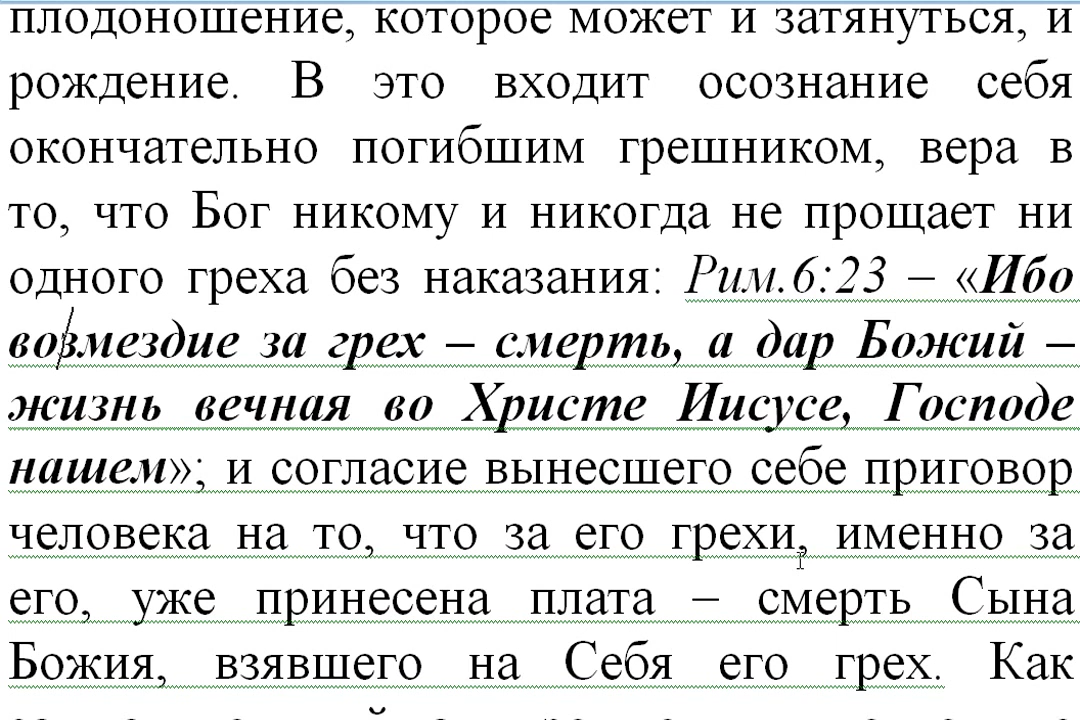 плодоношение, которое может и затянуться, и
рождение. В это входит осознание себя
окончательно погибшим грешником, вера в
то, что Бог никому и никогда не прощает ни
одного греха без наказания: Рим.6:23 – «Ибо
возмездие за грех – смерть, а дар Божий –
жизнь вечная во Христе Иисусе, Господе
нашем»; и согласие вынесшего себе приговор
человека на то, что за его грехи, именно за
его, уже принесена плата – смерть Сына
Божия, взявшего на Себя его грех. Как